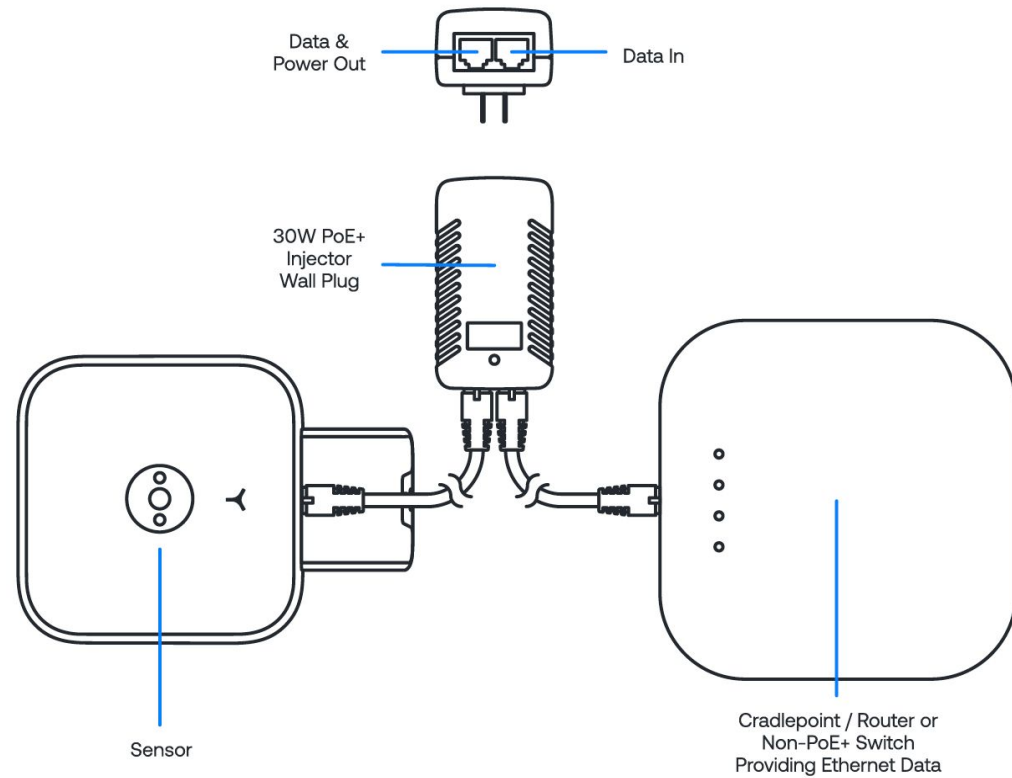 Data &
Power Out
Data In
30W PoE+
Injector
Wall Plug
Sensor
Cradlepoint / Router or
Non-PoE+ Switch
Providing Ethernet Data